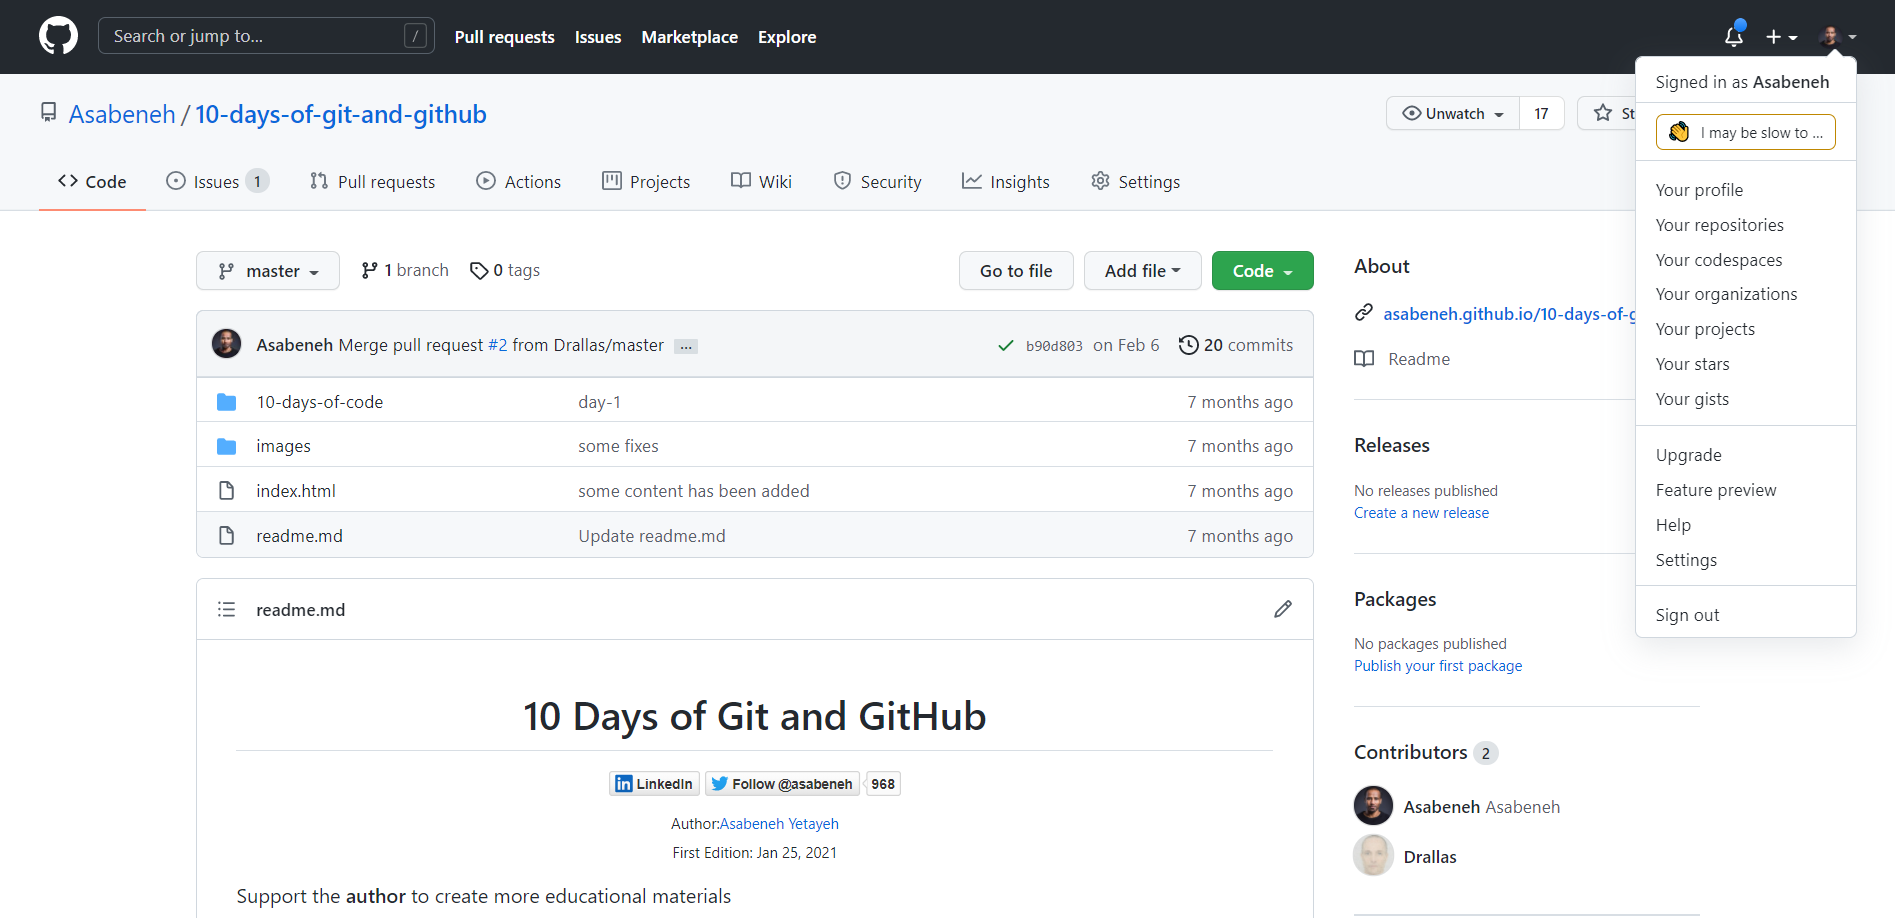 Search or jump to...
/
Pull requests
Issues
Marketplace
Explore
Signed in as Asabeneh
I may be slow to ...
Your profile
Your repositories
Your codespaces
Your organizations
Your projects
Your stars
Your gists
Upgrade
Feature preview
Help
Settings
Sign out
Asabeneh / 10-days-of-git-and-github
Unwatch
17
St
Code
Issues 1
Pull requests
Actions
Projects
Wiki
Security
Insights
Settings
master
1 branch
0 tags
Go to file
Add file
Code
Asabeneh Merge pull request #2 from Drallas/master ...
b90d803 on Feb 6
20 commits
10-days-of-code day-1 7 months ago
images some fixes 7 months ago
index.html some content has been added 7 months ago
readme.md Update readme.md 7 months ago
readme.md
10 Days of Git and GitHub
in LinkedIn
Follow @asabeneh
968
Author:Asabeneh Yetayeh
First Edition: Jan 25, 2021
Support the author to create more educational materials
About
asabeneh.github.io/10-days-of-g
Readme
Releases
No releases published
Create a new release
Packages
No packages published
Publish your first package
Contributors 2
Asabeneh Asabeneh
Drallas